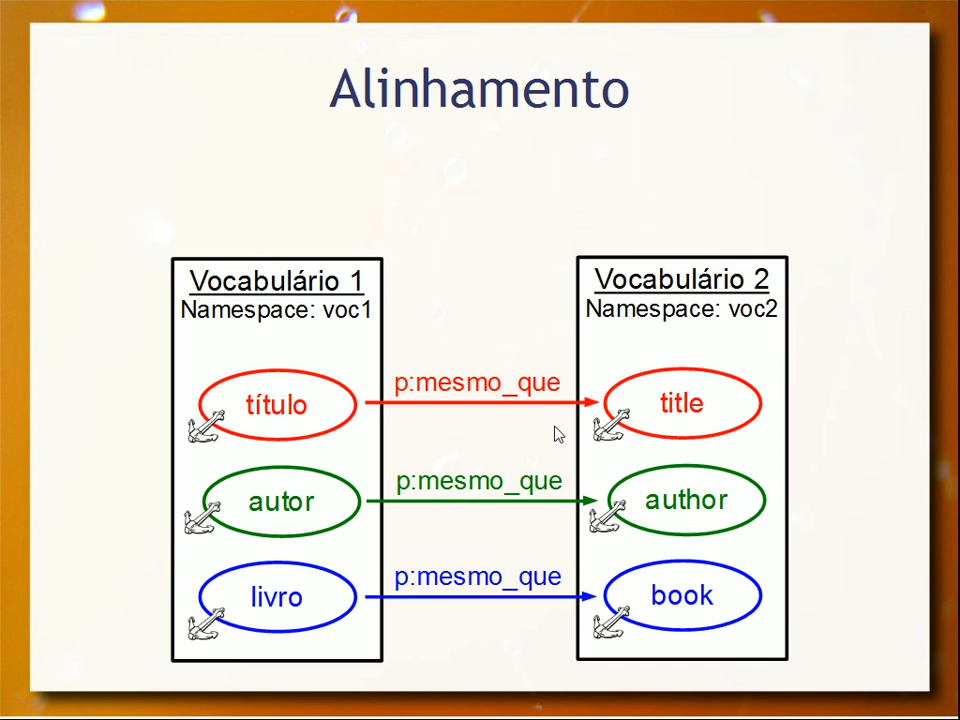 Alinhamento
Vocabulário 1
Namespace: voc1
título
autor
livro
p:mesmo_que
p:mesmo_que
p:mesmo_que
Vocabulário 2
Namespace: voc2
title
author
book